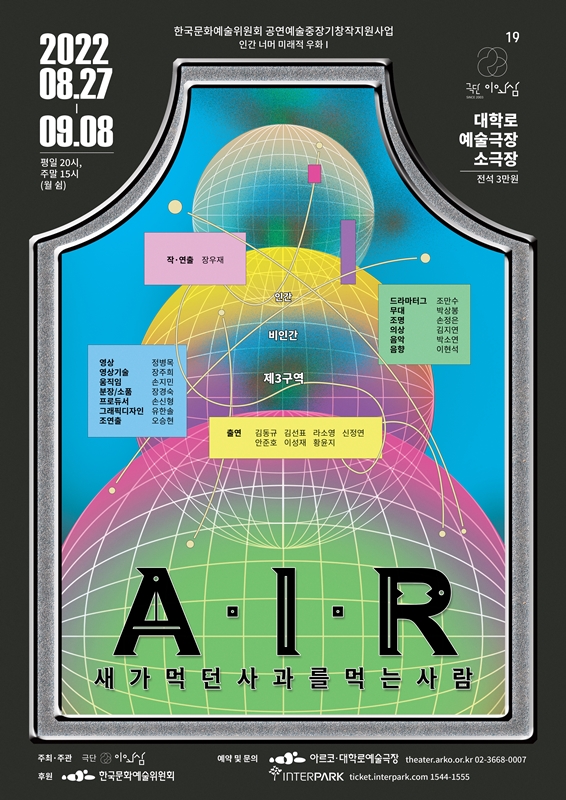 한국문화예술위원회 공연예술중장기창작지원사업
인간 너머 미래적 우화 I
2022
08.27
09.08
평일 20시,
주말 15시
(월 쉼)
19
극단 이와삼
SINCE 2003
대학로
예술극장
소극장
전석 3만원
작·연출 장우재
인간
비인간
제3구역
드라마터그 조만수
무대 박상봉
조명 손정은
의상 김지연
음악 박소연
음향 이현석
영상 정병목
영상기술 장주희
움직임 손지민
분장/소품 장경숙
프로듀서 손신형
그래픽디자인 유한솔
조연출 오승현
출연 김동규 김선표 라소영 신정연
안준호 이성재 황윤지
A·I·R
새가 먹던 사과를 먹는 사람
주최·주관 극단 이와삼
후원 한국문화예술위원회
예약 및 문의 아르코·대학로예술극장 theater.arko.or.kr 02-3668-0007
INTERPARK ticket.interpark.com 1544-1555